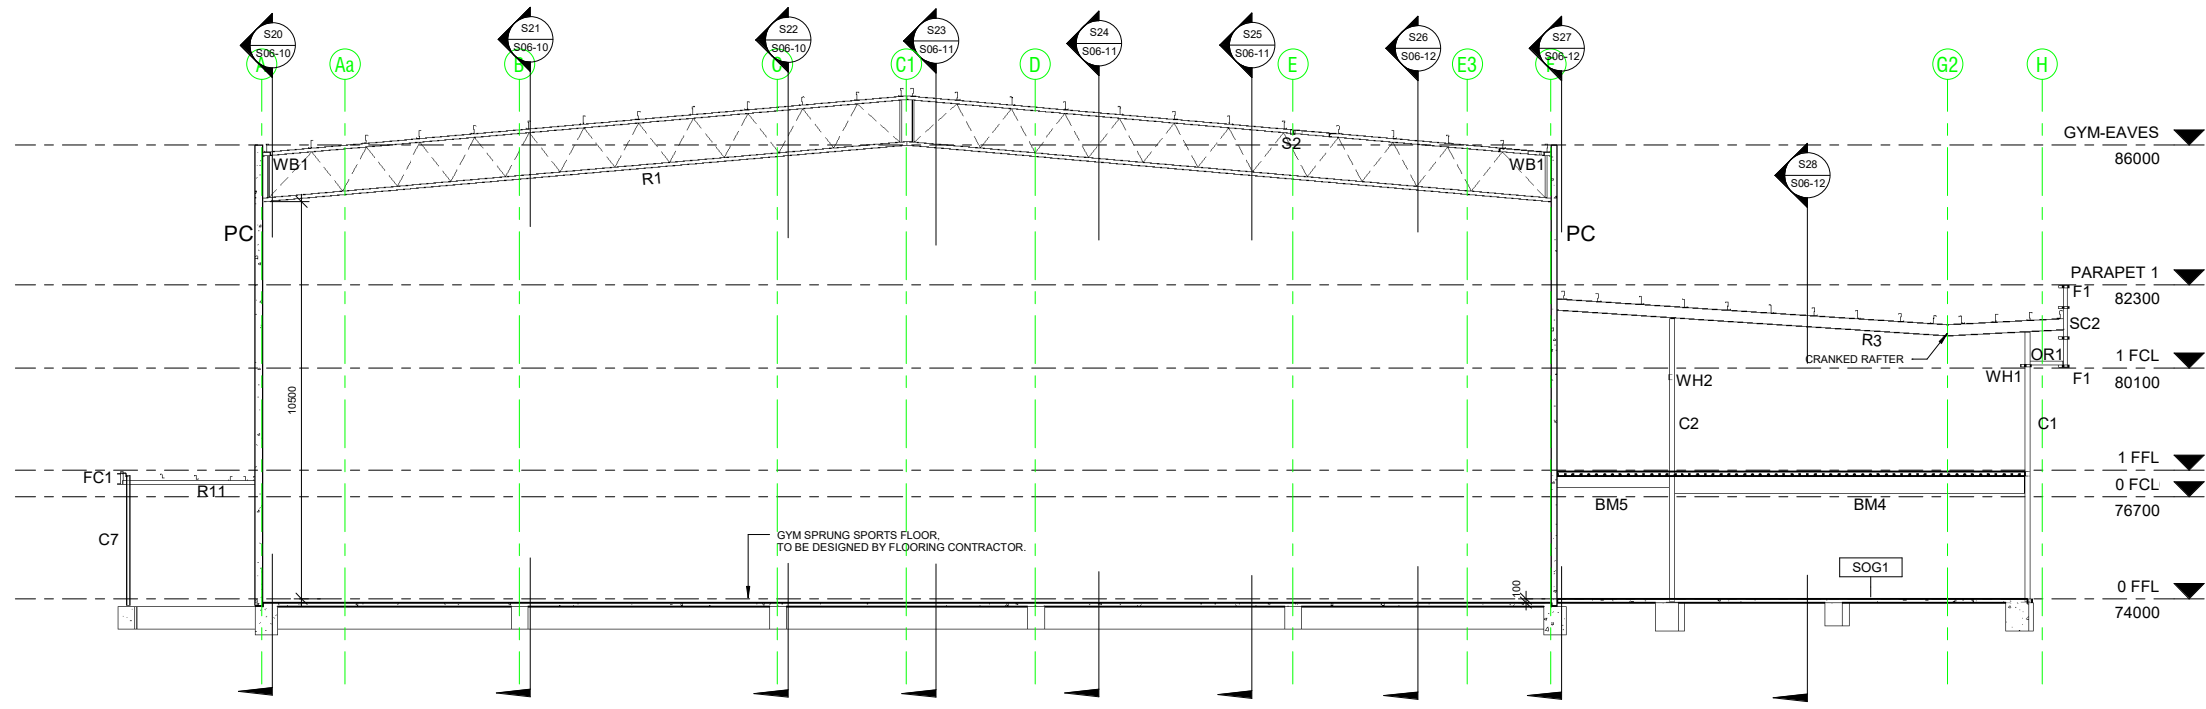 S20
S06-10
S21
S06-10
S22
S06-10
S23
S06-11
S24
S06-11
S25
S06-11
S26
S06-12
S27
S06-12
A
Aa
B
C
C1
D
E
E3
F
G2
H
GYM-EAVES
86000
WB1
R1
S2
WB1
S28
S06-12
PC
PC
PARAPET 1
82300
F1
SC2
R3
CRANKED RAFTER
OR1
1 FCL
80100
WH2
WH1
F1
10500
C2
C1
1 FFL
FC1
R11
0 FCL
76700
BM5
BM4
C7
GYM SPRUNG SPORTS FLOOR,
TO BE DESIGNED BY FLOORING CONTRACTOR.
SOG1
100
0 FFL
74000